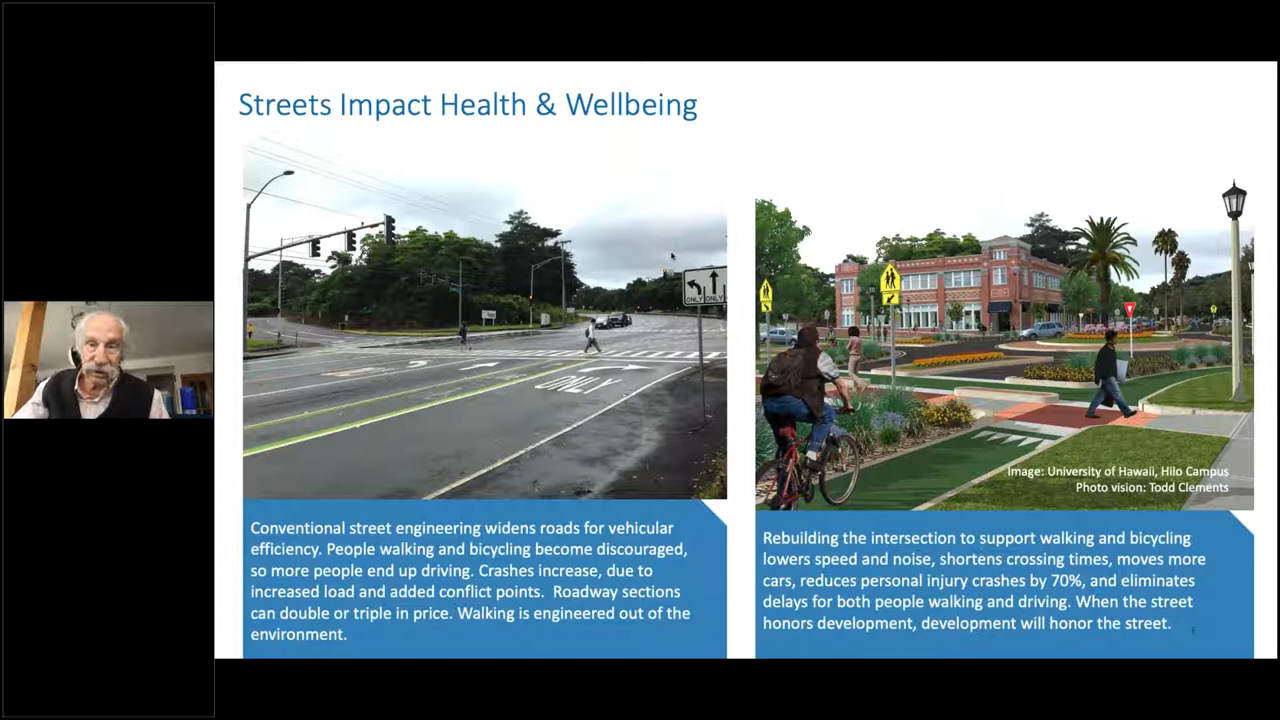 Streets Impact Health & Wellbeing
ONLY ONLY
ONLY
Image: University of Hawaii, Hilo Campus
Photo vision: Todd Clements
Conventional street engineering widens roads for vehicular
efficiency. People walking and bicycling become discouraged,
so more people end up driving. Crashes increase, due to
increased load and added conflict points. Roadway sections
can double or triple in price. Walking is engineered out of the
environment.
Rebuilding the intersection to support walking and bicycling
lowers speed and noise, shortens crossing times, moves more
cars, reduces personal injury crashes by 70%, and eliminates
delays for both people walking and driving. When the street
honors development, development will honor the street.